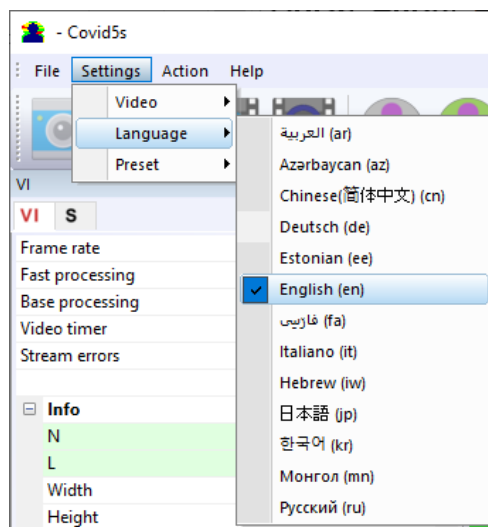 - Covid5s
File Settings Action Help
Video
Language
Preset
العربية (ar)
Azərbaycan (az)
Chinese(简体中文) (cn)
Deutsch (de)
Estonian (ee)
English (en)
فارسی (fa)
Italiano (it)
Hebrew (iw)
日本語 (jp)
한국어 (kr)
Монгол (mn)
Русский (ru)
VI
VI S
Frame rate
Fast processing
Base processing
Video timer
Stream errors
Info
N
L
Width
Height